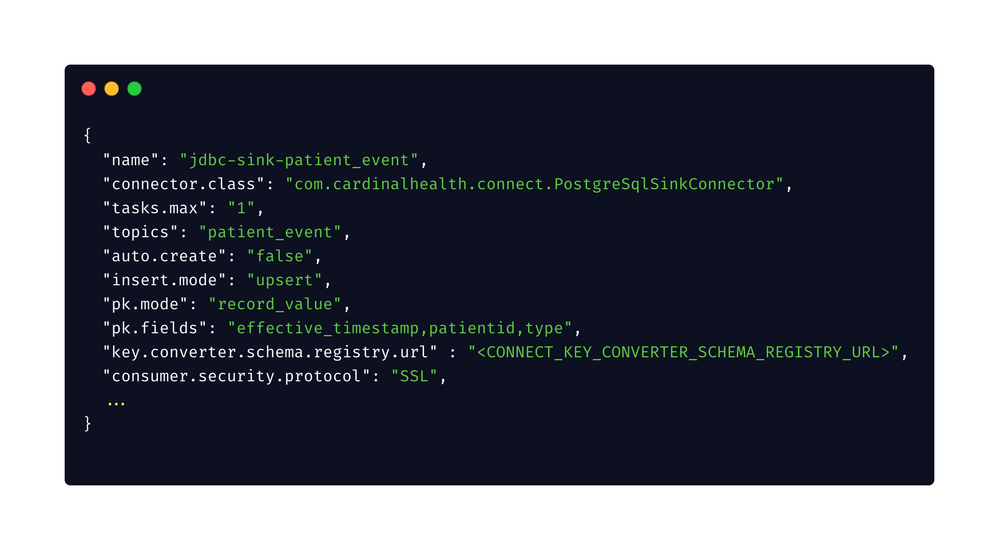 {
  "name": "jdbc-sink-patient_event",
  "connector.class": "com.cardinalhealth.connect.PostgreSqlSinkConnector",
  "tasks.max": "1",
  "topics": "patient_event",
  "auto.create": "false",
  "insert.mode": "upsert",
  "pk.mode": "record_value",
  "pk.fields": "effective_timestamp,patientid,type",
  "key.converter.schema.registry.url" : "<CONNECT_KEY_CONVERTER_SCHEMA_REGISTRY_URL>",
  "consumer.security.protocol": "SSL",
  ...
}